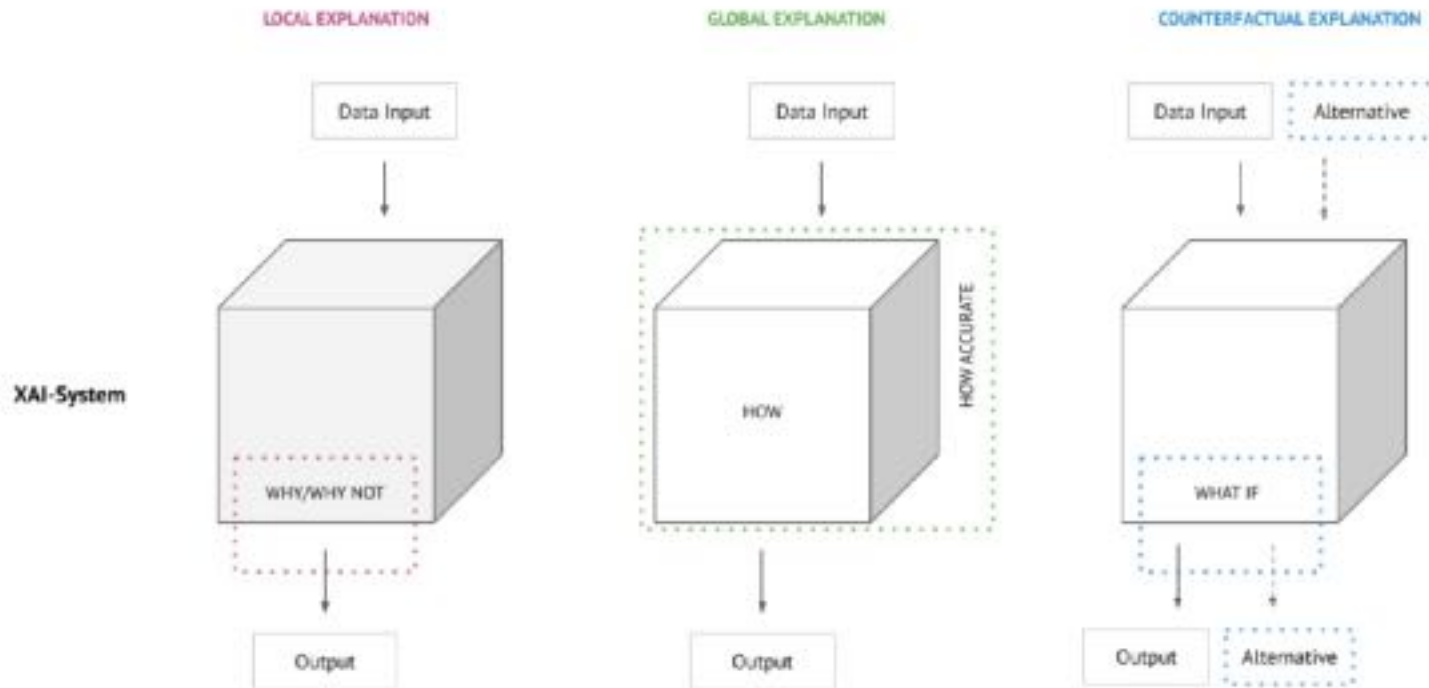 LOCAL EXPLANATION
GLOBAL EXPLANATION
COUNTERFACTUAL EXPLANATION
Data Input
Data Input
Data Input
Alternative
XAI-System
WHY/WHY NOT
HOW
HOW ACCURATE
WHAT IF
Output
Output
Output
Alternative